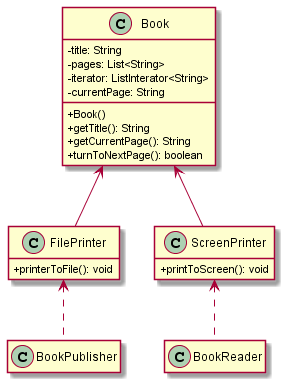 C Book
-title: String
-pages: List<String>
-iterator: ListInterator<String>
-currentPage: String
+Book()
+getTitle(): String
+getCurrentPage(): String
+turnToNextPage(): boolean
C FilePrinter
+printerToFile(): void
C ScreenPrinter
+printToScreen(): void
C BookPublisher
C BookReader